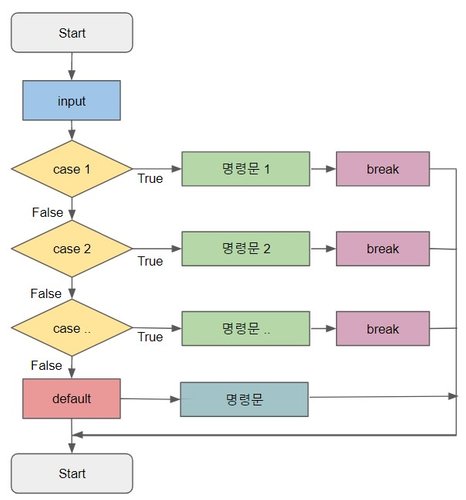 Start
input
case 1
True
명령문 1
break
False
case 2
True
명령문 2
break
False
case ..
True
명령문 ..
break
False
default
명령문
Start